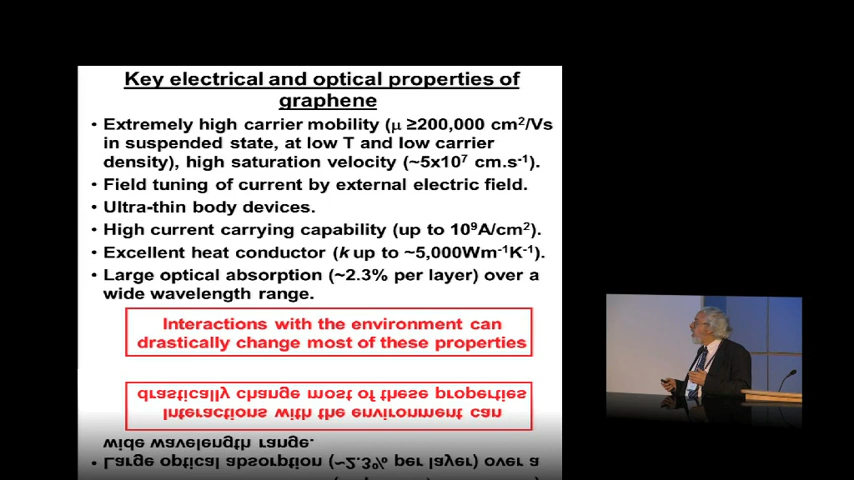 Key electrical and optical properties of
graphene
• Extremely high carrier mobility (μ ≥200,000 cm²/Vs
in suspended state, at low T and low carrier
density), high saturation velocity (~5x10⁷ cm.s⁻¹).
• Field tuning of current by external electric field.
• Ultra-thin body devices.
• High current carrying capability (up to 10⁹A/cm²).
• Excellent heat conductor (k up to ~5,000Wm⁻¹K⁻¹).
• Large optical absorption (~2.3% per layer) over a
wide wavelength range.
Interactions with the environment can
drastically change most of these properties
drastically change most of these properties
Interactions with the environment can
wide wavelength range.
• Large optical absorption (~2.3% per layer) over a